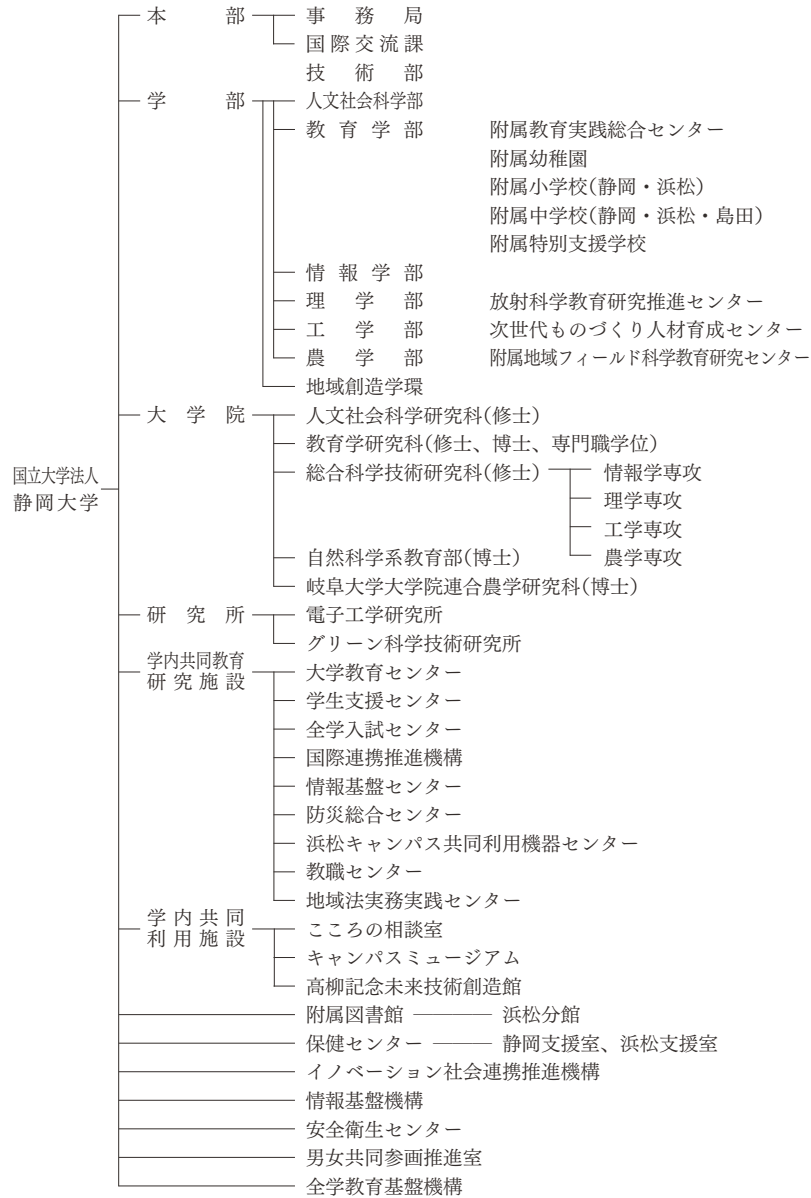 本部
事務局
国際交流課
技術部
学部
人文社会科学部
教育学部 附属教育実践総合センター
附属幼稚園
附属小学校(静岡・浜松)
附属中学校(静岡・浜松・島田)
附属特別支援学校
情報学部
理学部 放射科学教育研究推進センター
工学部 次世代ものづくり人材育成センター
農学部 附属地域フィールド科学教育研究センター
地域創造学環
国立大学法人
静岡大学
大学院
人文社会科学研究科(修士)
教育学研究科(修士、博士、専門職学位)
総合科学技術研究科(修士) 情報学専攻
理学専攻
工学専攻
自然科学系教育部(博士) 農学専攻
岐阜大学大学院連合農学研究科(博士)
研究所
電子工学研究所
グリーン科学技術研究所
学内共同教育
研究施設
大学教育センター
学生支援センター
全学入試センター
国際連携推進機構
情報基盤センター
防災総合センター
浜松キャンパス共同利用機器センター
教職センター
地域法実務実践センター
学内共同
利用施設
こころの相談室
キャンパスミュージアム
高柳記念未来技術創造館
附属図書館 浜松分館
保健センター 静岡支援室、浜松支援室
イノベーション社会連携推進機構
情報基盤機構
安全衛生センター
男女共同参画推進室
全学教育基盤機構